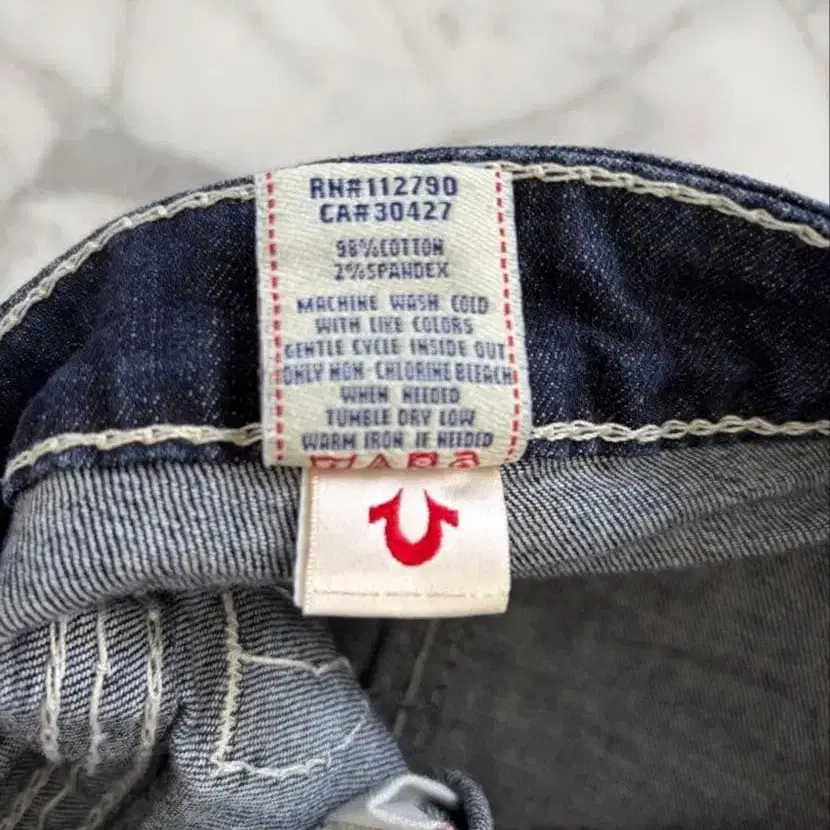 RN#112790
CA#30427
98%COTTON
2%SPANDEX
MACHINE WASH COLD
WITH LIKE COLORS
GENTLE CYCLE INSIDE OUT
ONLY NON-CHLORINE BLEACH
WHEN NEEDED
TUMBLE DRY LOW
WARM IRON IF NEEDED